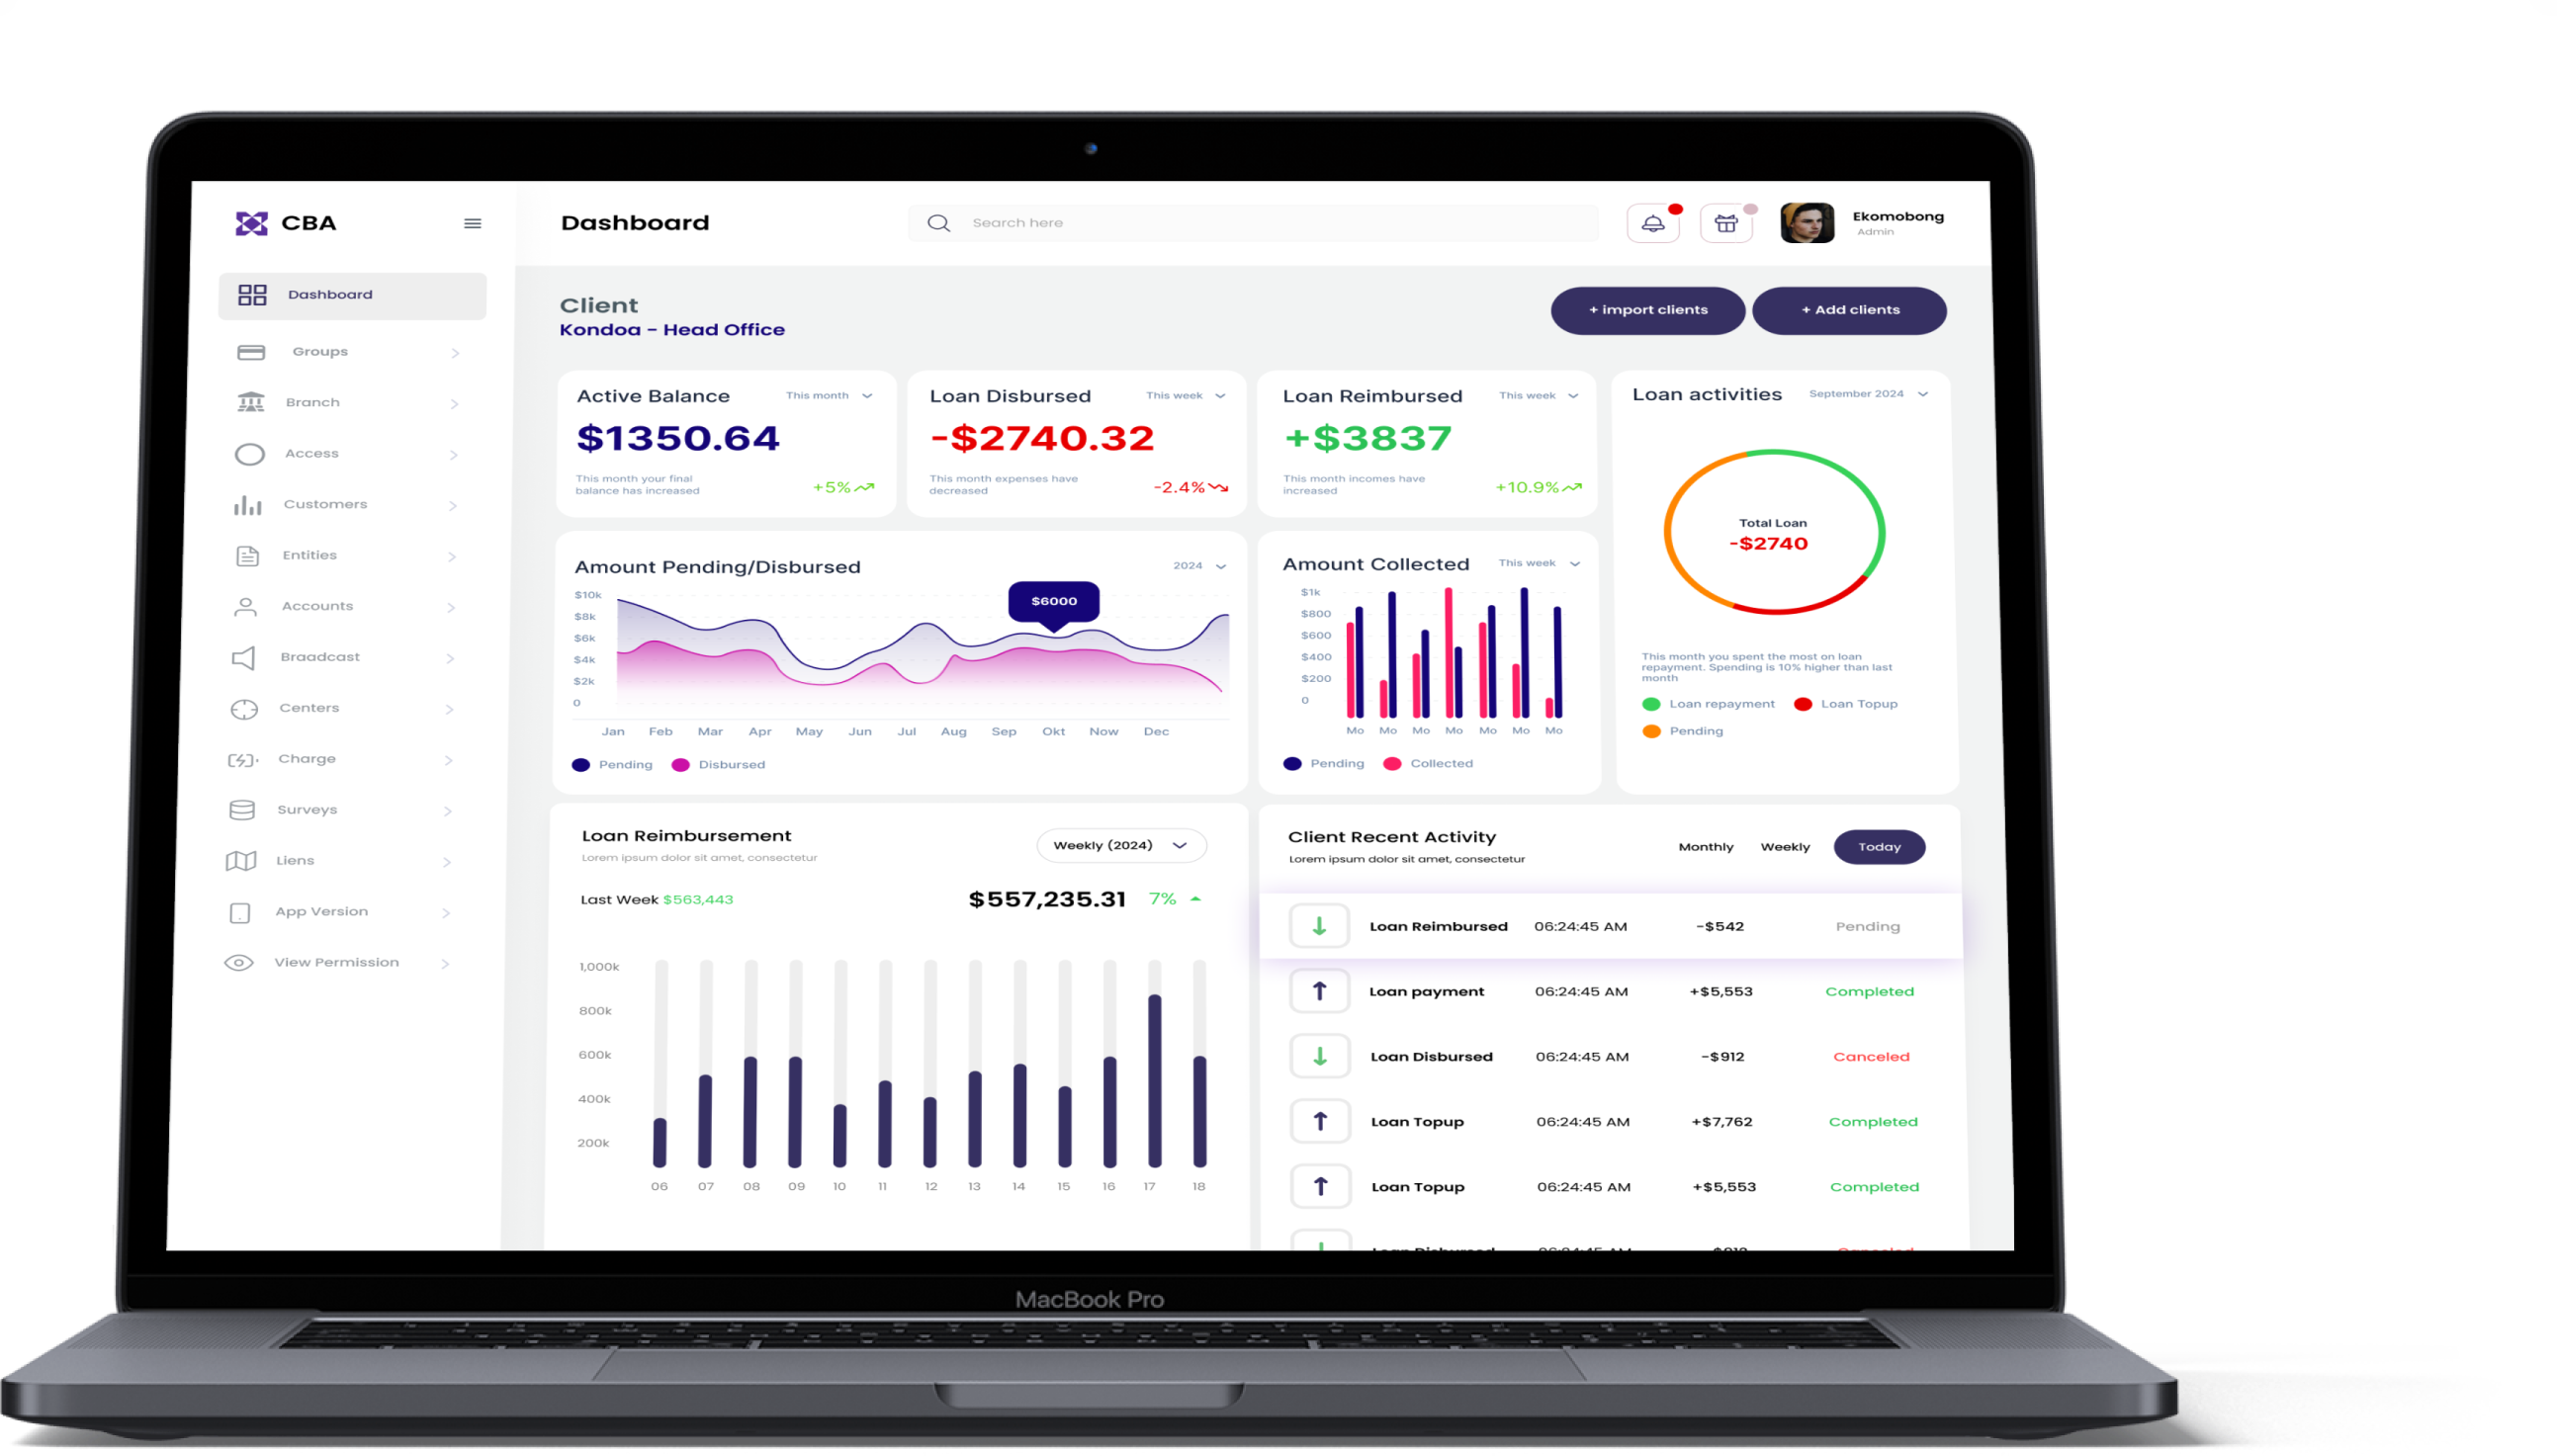 CBA
Dashboard
Search here
Ekomobong
Admin
Dashboard
Groups
Branch
Access
Customers
Entities
Accounts
Braadcast
Centers
Charge
Surveys
Liens
App Version
View Permission
Client
Kondoa - Head Office
+ import clients
+ Add clients
Active Balance
This month
$1350.64
This month your final
balance has increased
+5%
Loan Disbursed
This week
-$2740.32
This month expenses have
decreased
-2.4%
Loan Reimbursed
This week
+$3837
This month incomes have
increased
+10.9%
Loan activities
September 2024
Total Loan
-$2740
This month you spent the most on loan
repayment. Spending is 10% higher than last
month
Loan repayment
Loan Topup
Pending
Amount Pending/Disbursed
2024
$6000
$10k
$8k
$6k
$4k
$2k
0
Jan Feb Mar Apr May Jun Jul Aug Sep Okt Now Dec
Pending
Disbursed
Amount Collected
This week
$1k
$800
$600
$400
$200
0
Mo Mo Mo Mo Mo Mo Mo
Pending
Collected
Loan Reimbursement
Lorem ipsum dolor sit amet, consectetur
Weekly (2024)
Last Week $563,443
$557,235.31
7%
1,000k
800k
600k
400k
200k
06 07 08 09 10 11 12 13 14 15 16 17 18
Client Recent Activity
Lorem ipsum dolor sit amet, consectetur
Monthly
Weekly
Today
Loan Reimbursed 06:24:45 AM -$542 Pending
Loan payment 06:24:45 AM +$5,553 Completed
Loan Disbursed 06:24:45 AM -$912 Canceled
Loan Topup 06:24:45 AM +$7,762 Completed
Loan Topup 06:24:45 AM +$5,553 Completed
MacBook Pro